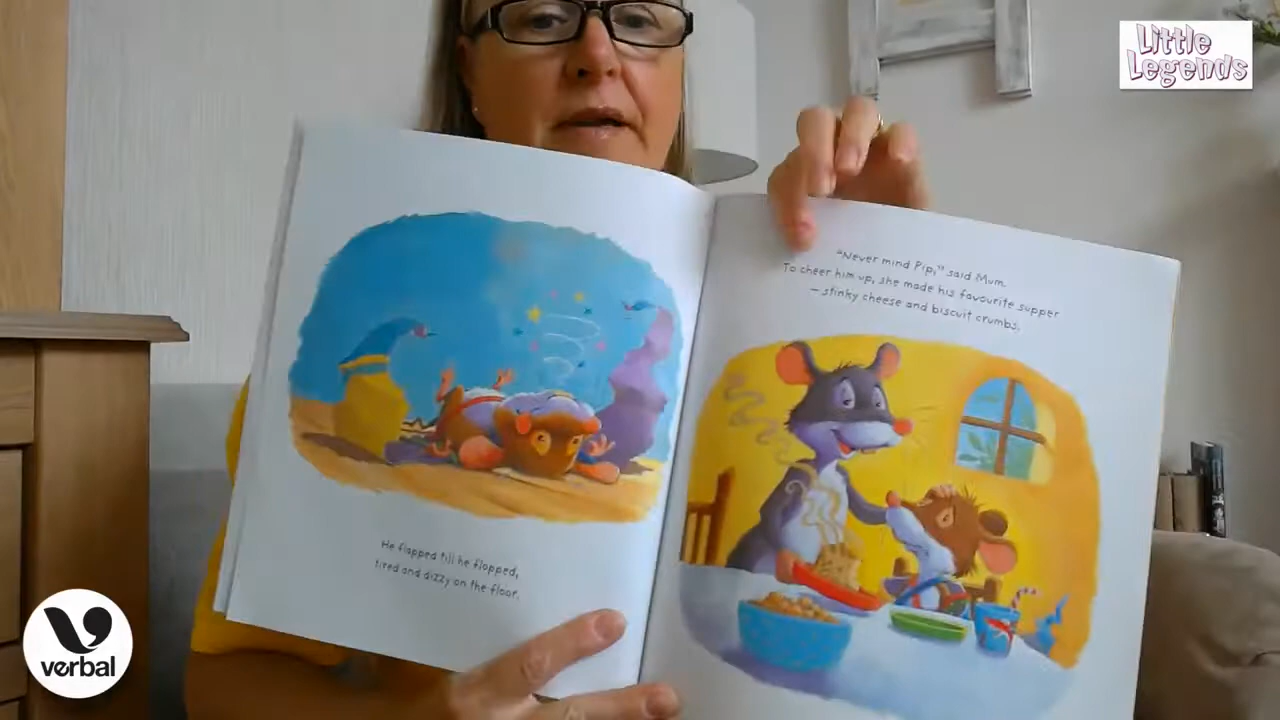 Little
Legends
"Never mind Pip," said Mum.
To cheer him up, she made his favourite supper
– stinky cheese and biscuit crumbs.
He flapped till he flopped,
tired and dizzy on the floor.
verbal